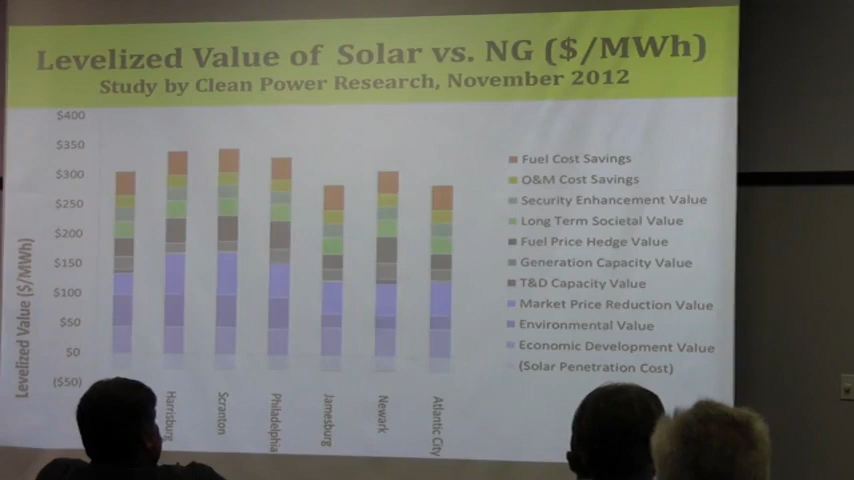 Levelized Value of Solar vs. NG ($/MWh)
Study by Clean Power Research, November 2012
$400
$350
$300
$250
$200
$150
$100
$50
$0
($50)
Levelized Value ($/MWh)
Harrisburg
Scranton
Philadelphia
Jamesburg
Newark
Atlantic City
Fuel Cost Savings
O&M Cost Savings
Security Enhancement Value
Long Term Societal Value
Fuel Price Hedge Value
Generation Capacity Value
T&D Capacity Value
Market Price Reduction Value
Environmental Value
Economic Development Value
(Solar Penetration Cost)